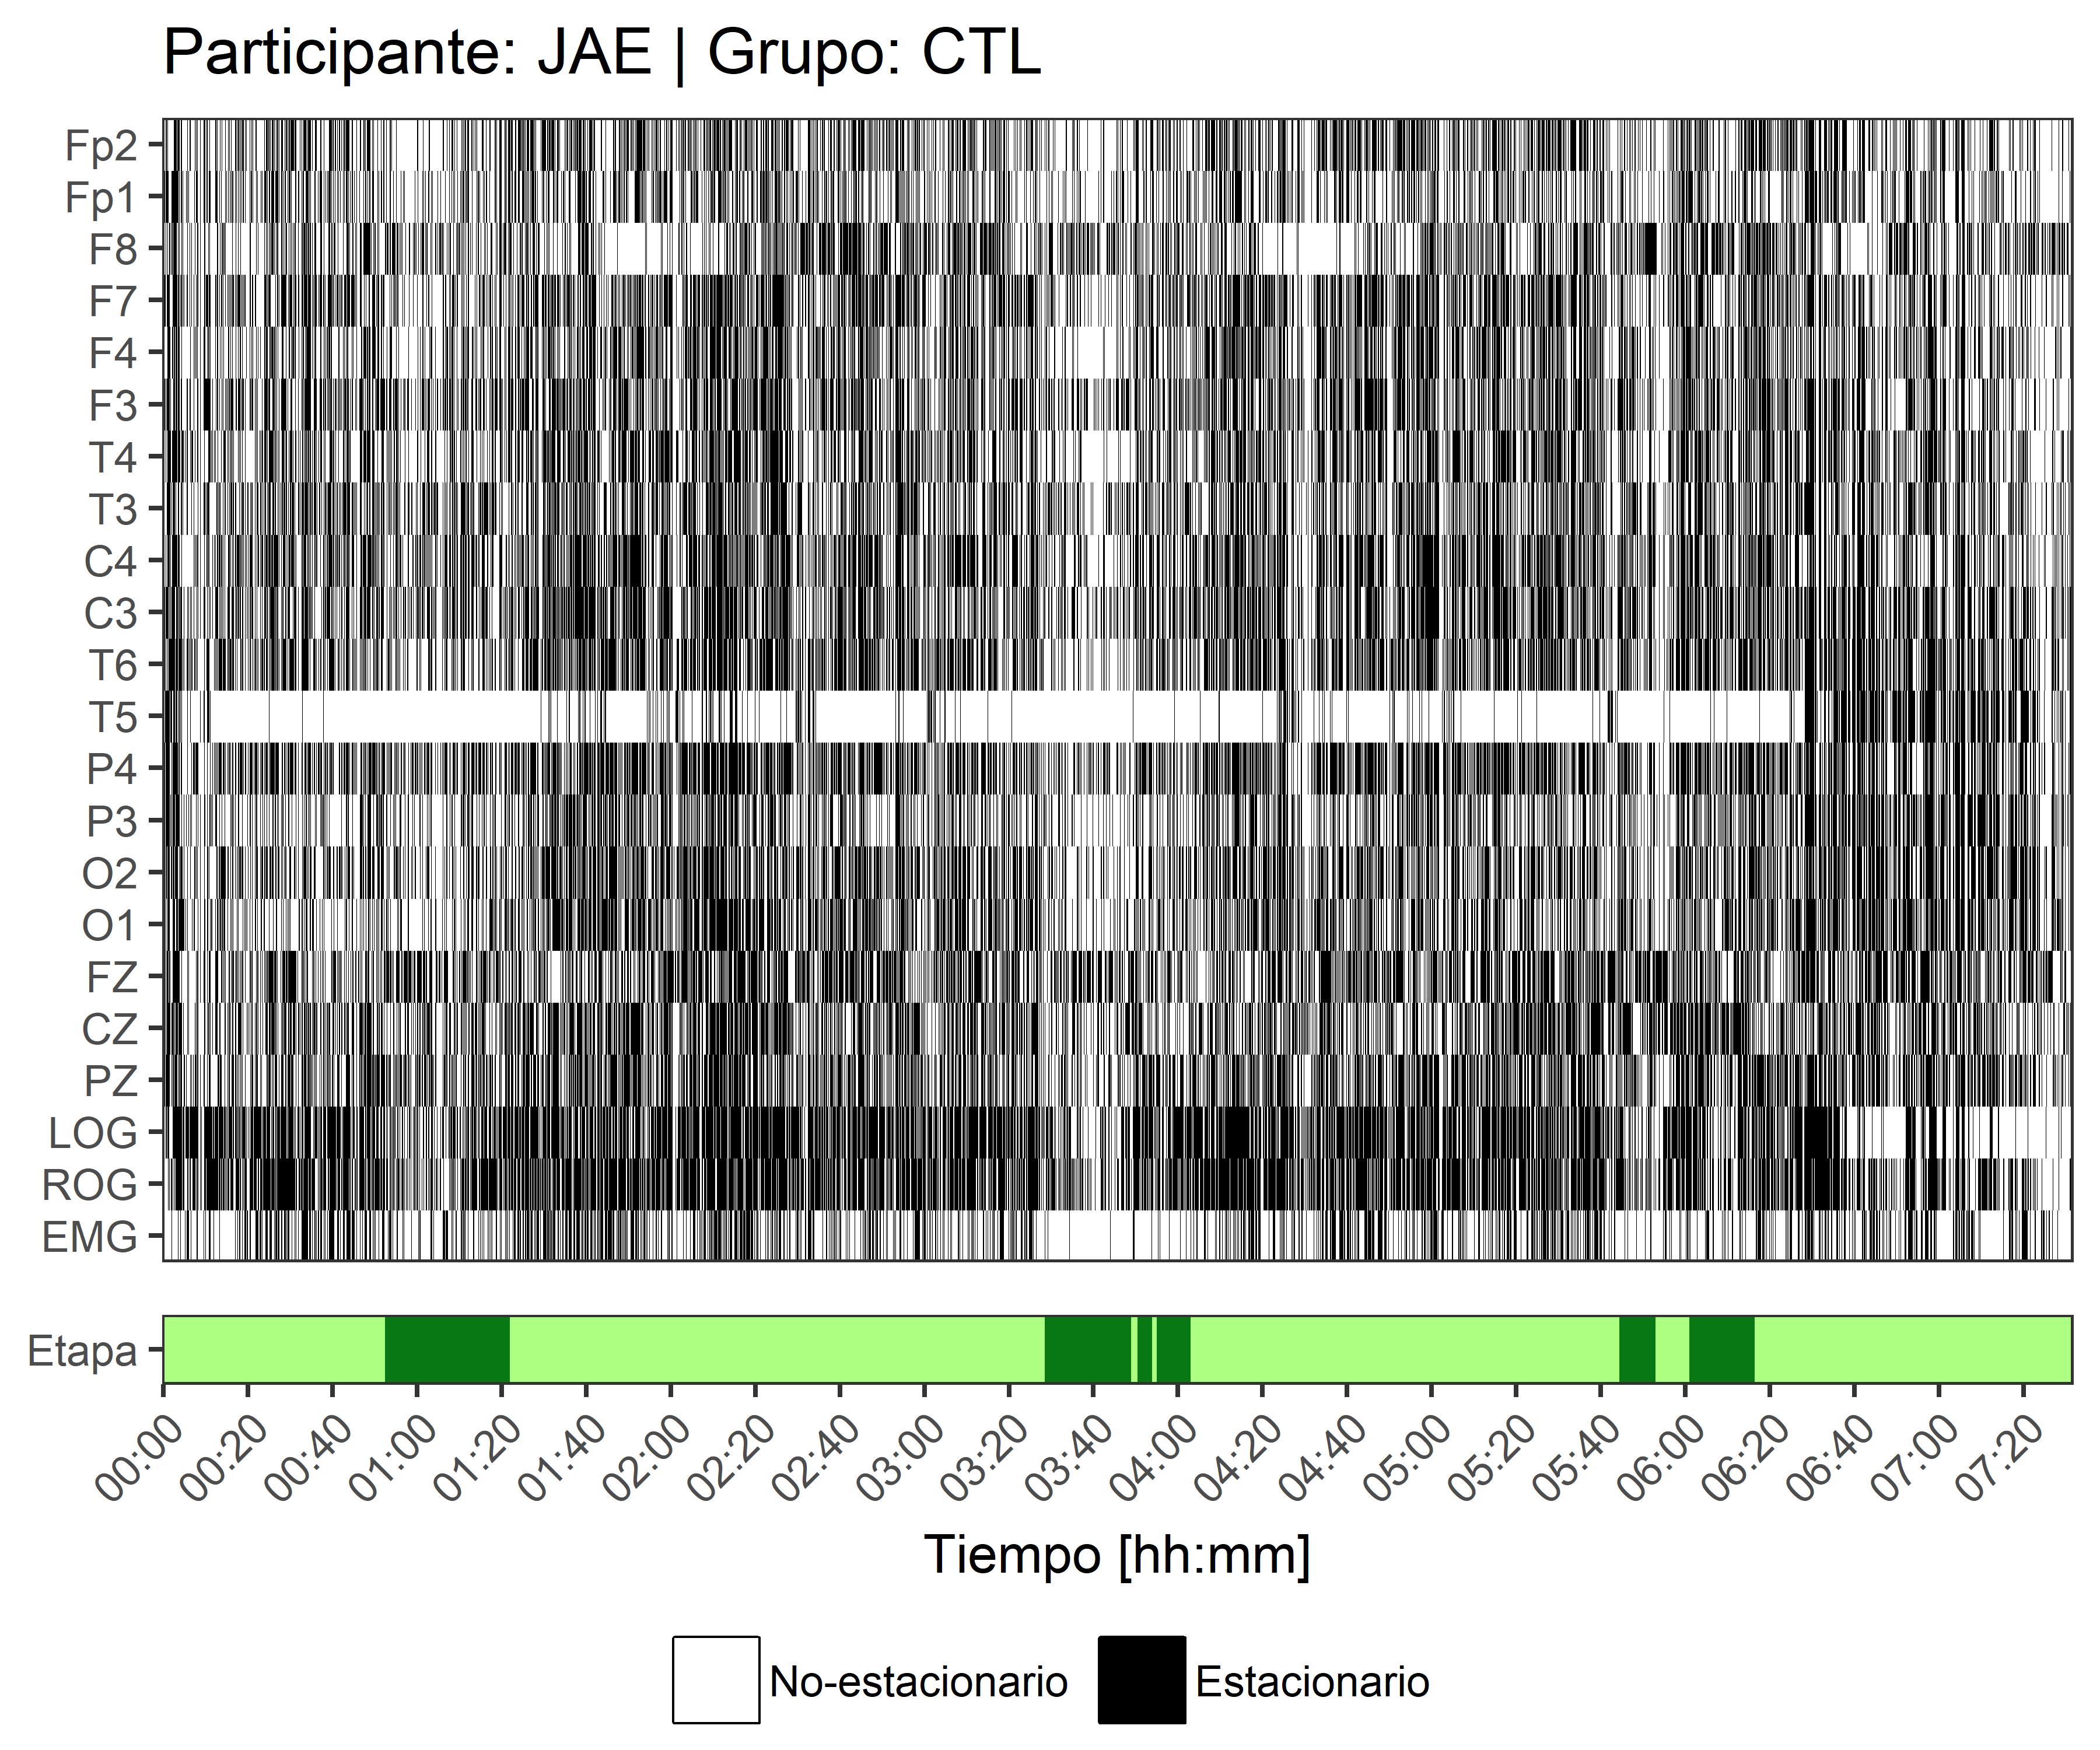 Participante: JAE | Grupo: CTL
Fp2
Fp1
F8
F7
F4
F3
T4
T3
C4
C3
T6
T5
P4
P3
O2
O1
FZ
CZ
PZ
LOG
ROG
EMG
Etapa
00:00
00:20
00:40
01:00
01:20
01:40
02:00
02:20
02:40
03:00
03:20
03:40
04:00
04:20
04:40
05:00
05:20
05:40
06:00
06:20
06:40
07:00
07:20
Tiempo [hh:mm]
No-estacionario
Estacionario